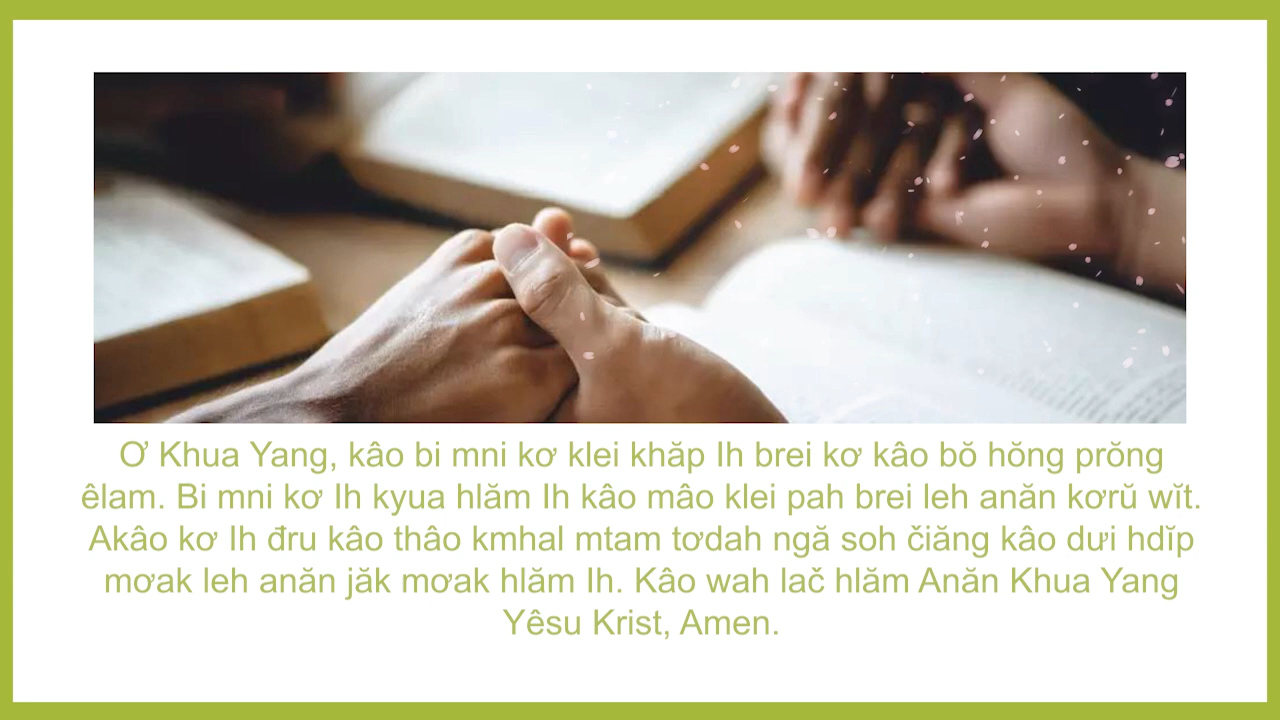 Ơ Khua Yang, kâo bi mni kơ klei khăp Ih brei kơ kâo bŏ hŏng prŏng
êlam. Bi mni kơ Ih kyua hlăm Ih kâo mâo klei pah brei leh anăn kơrŭ wĭt.
Akâo kơ Ih đru kâo thâo kmhal mtam tơdah ngă soh čiăng kâo dưi hdĭp
mơak leh anăn jăk mơak hlăm Ih. Kâo wah lač hlăm Anăn Khua Yang
Yêsu Krist, Amen.